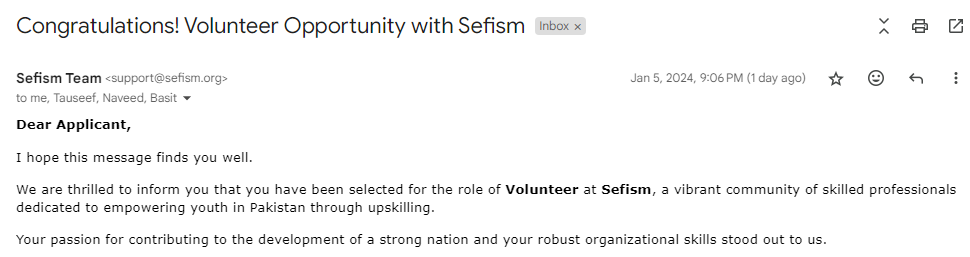 Congratulations! Volunteer Opportunity with Sefism Inbox ×
Sefism Team <support@sefism.org> Jan 5, 2024, 9:06 PM (1 day ago)
to me, Tauseef, Naveed, Basit
Dear Applicant,
I hope this message finds you well.
We are thrilled to inform you that you have been selected for the role of Volunteer at Sefism, a vibrant community of skilled professionals
dedicated to empowering youth in Pakistan through upskilling.
Your passion for contributing to the development of a strong nation and your robust organizational skills stood out to us.